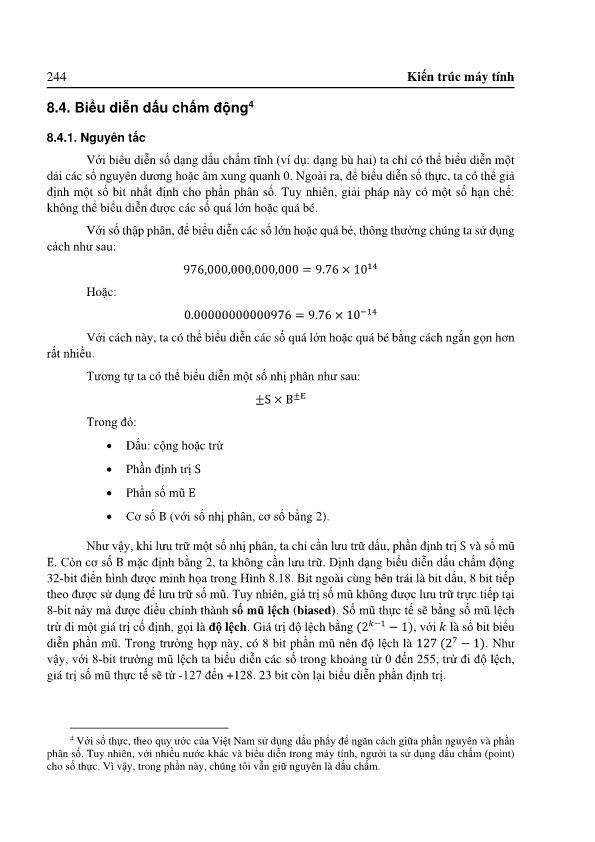 244 Kiến trúc máy tính
8.4. Biểu diễn dấu chấm động⁴
8.4.1. Nguyên tắc
Với biểu diễn số dạng dấu chấm tĩnh (ví dụ: dạng bù hai) ta chỉ có thể biểu diễn một
dải các số nguyên dương hoặc âm xung quanh 0. Ngoài ra, để biểu diễn số thực, ta có thể giả
định một số bit nhất định cho phần phân số. Tuy nhiên, giải pháp này có một số hạn chế:
không thể biểu diễn được các số quá lớn hoặc quá bé.
Với số thập phân, để biểu diễn các số lớn hoặc quá bé, thông thường chúng ta sử dụng
cách như sau:
976,000,000,000,000 = 9.76 × 10¹⁴
Hoặc:
0.00000000000976 = 9.76 × 10⁻¹⁴
Với cách này, ta có thể biểu diễn các số quá lớn hoặc quá bé bằng cách ngắn gọn hơn
rất nhiều.
Tương tự ta có thể biểu diễn một số nhị phân như sau:
±S × B^±E
Trong đó:
• Dấu: cộng hoặc trừ
• Phần định trị S
• Phần số mũ E
• Cơ số B (với số nhị phân, cơ số bằng 2).
Như vậy, khi lưu trữ một số nhị phân, ta chỉ cần lưu trữ dấu, phần định trị S và số mũ
E. Còn cơ số B mặc định bằng 2, ta không cần lưu trữ. Định dạng biểu diễn dấu chấm động
32-bit điển hình được minh họa trong Hình 8.18. Bit ngoài cùng bên trái là bit dấu, 8 bit tiếp
theo được sử dụng để lưu trữ số mũ. Tuy nhiên, giá trị số mũ không được lưu trữ trực tiếp tại
8-bit này mà được điều chỉnh thành số mũ lệch (biased). Số mũ thực tế sẽ bằng số mũ lệch
trừ đi một giá trị cố định, gọi là độ lệch. Giá trị độ lệch bằng (2ᵏ⁻¹ − 1), với k là số bit biểu
diễn phần mũ. Trong trường hợp này, có 8 bit phần mũ nên độ lệch là 127 (2⁷ − 1). Như
vậy, với 8-bit trường mũ lệch ta biểu diễn các số trong khoảng từ 0 đến 255, trừ đi độ lệch,
giá trị số mũ thực tế sẽ từ -127 đến +128. 23 bit còn lại biểu diễn phần định trị.
⁴ Với số thực, theo quy ước của Việt Nam sử dụng dấu phẩy để ngăn cách giữa phần nguyên và phần
phân số. Tuy nhiên, với nhiều nước khác và biểu diễn trong máy tính, người ta sử dụng dấu chấm (point)
cho số thực. Vì vậy, trong phần này, chúng tôi vẫn giữ nguyên là dấu chấm.